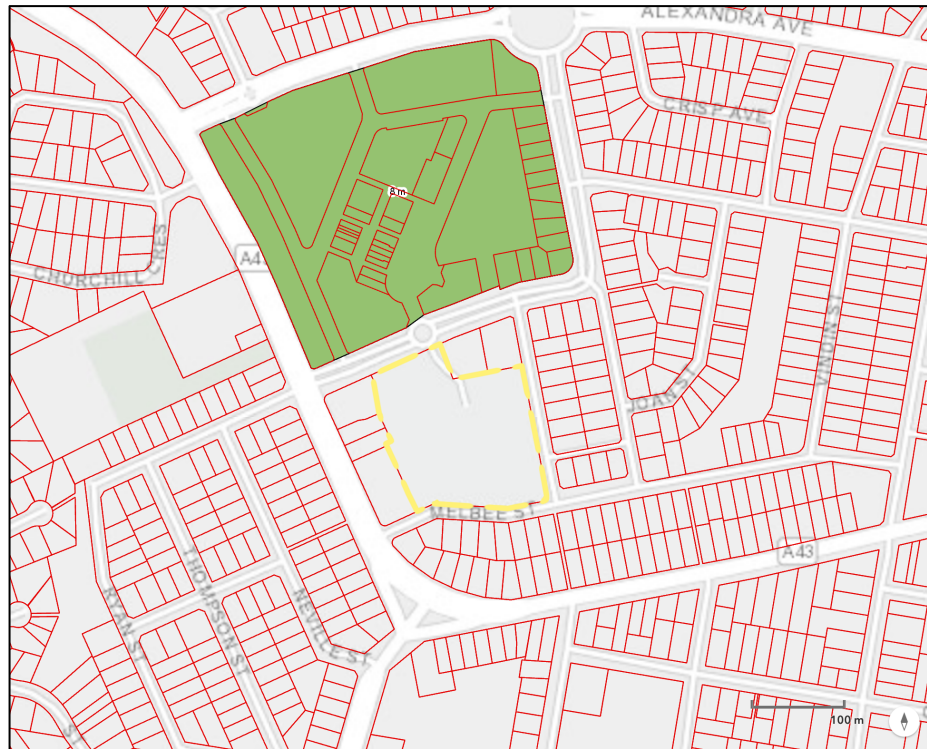 ALEXANDRA AVE
CRISP AVE
8 m
CHURCHILL CRES
A4
VINDIN ST
JOAN ST
MELBEE ST
A43
THOMPSON ST
NEVILLE ST
RYAN ST
ST
100 m